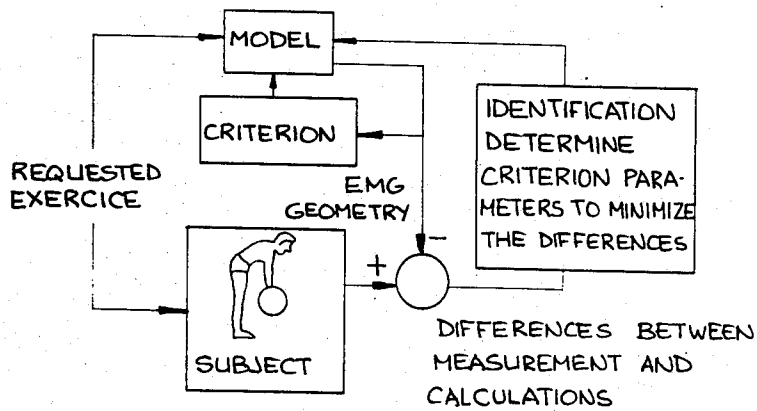 MODEL
CRITERION
REQUESTED
EXERCICE
EMG
GEOMETRY
IDENTIFICATION
DETERMINE
CRITERION PARA-
METERS TO MINIMIZE
THE DIFFERENCES
−
+
SUBJECT
DIFFERENCES BETWEEN
MEASUREMENT AND
CALCULATIONS